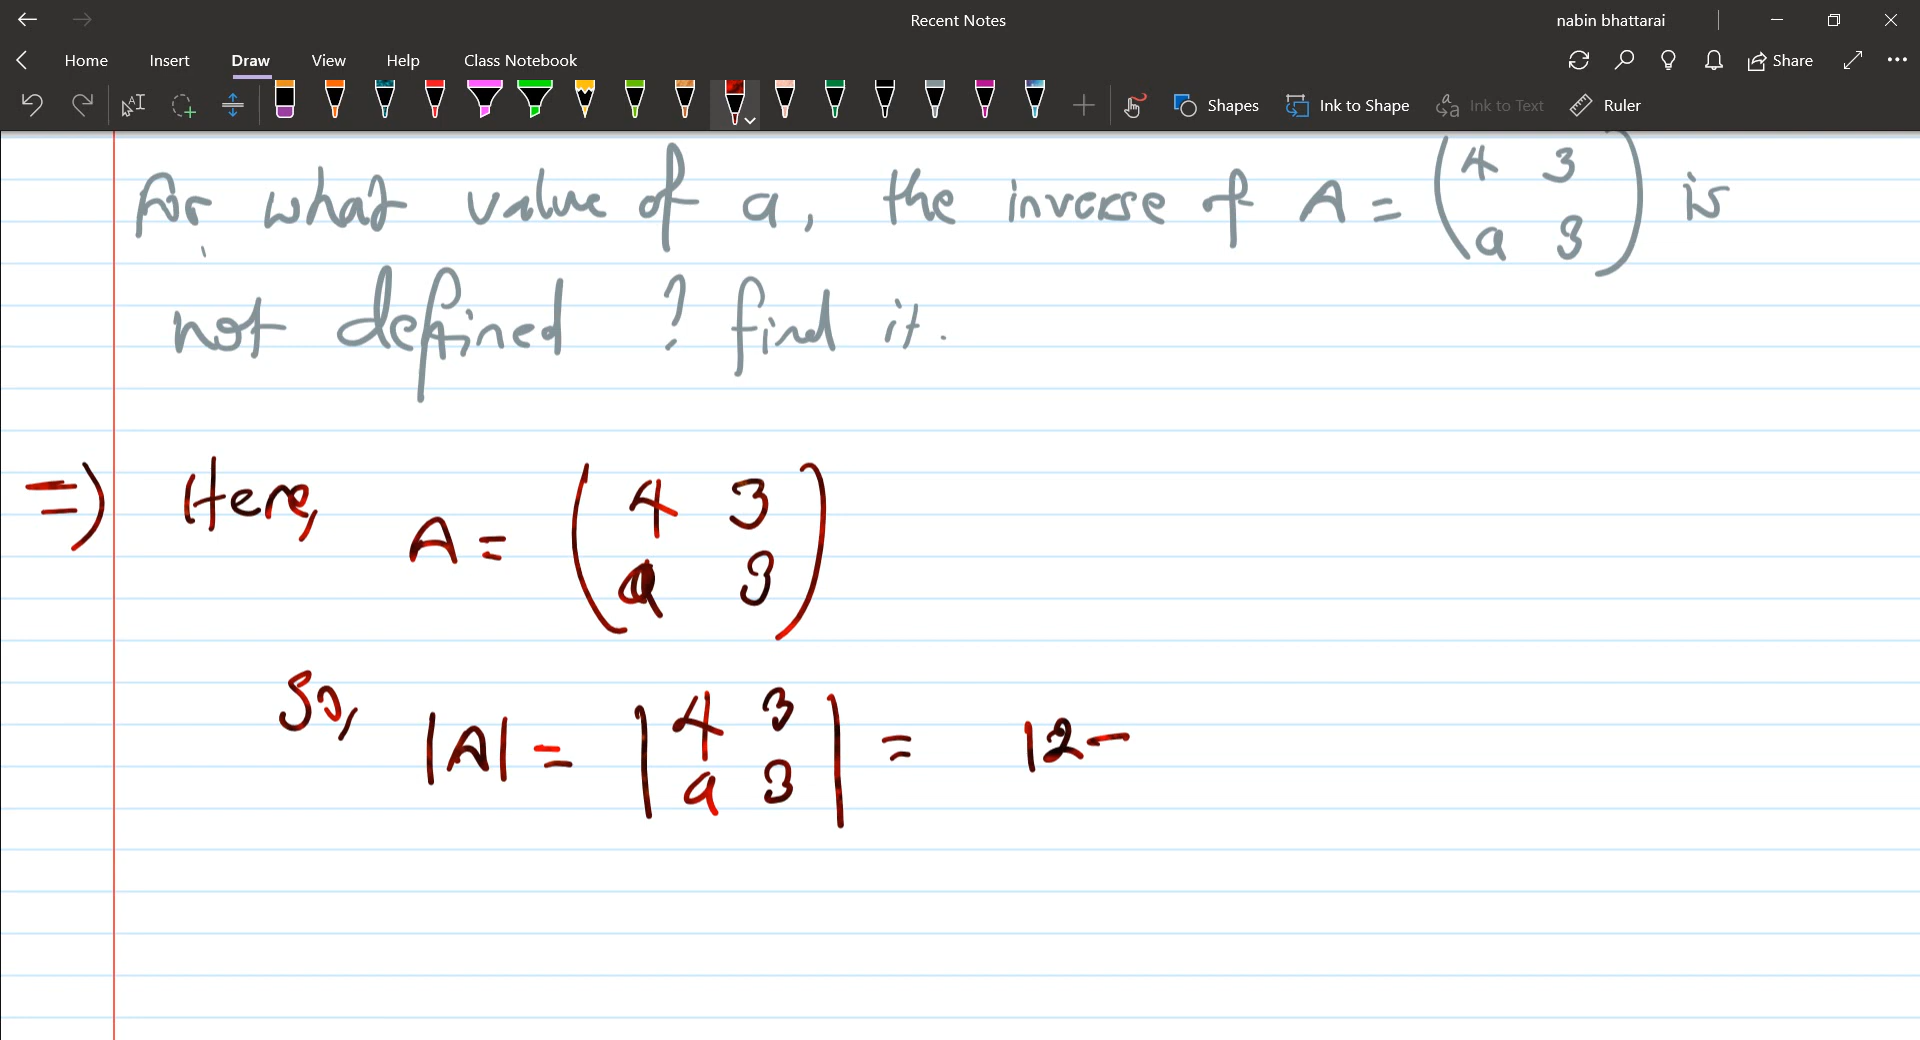 Recent Notes
nabin bhattarai
Home Insert Draw View Help Class Notebook
Share
Shapes Ink to Shape Ink to Text Ruler
For what value of a, the inverse of A = (4 3
a 3) is
not defined ? find it.
=> Here, A = (4 3
a 3)
So, |A| = |4 3
a 3| = 12-